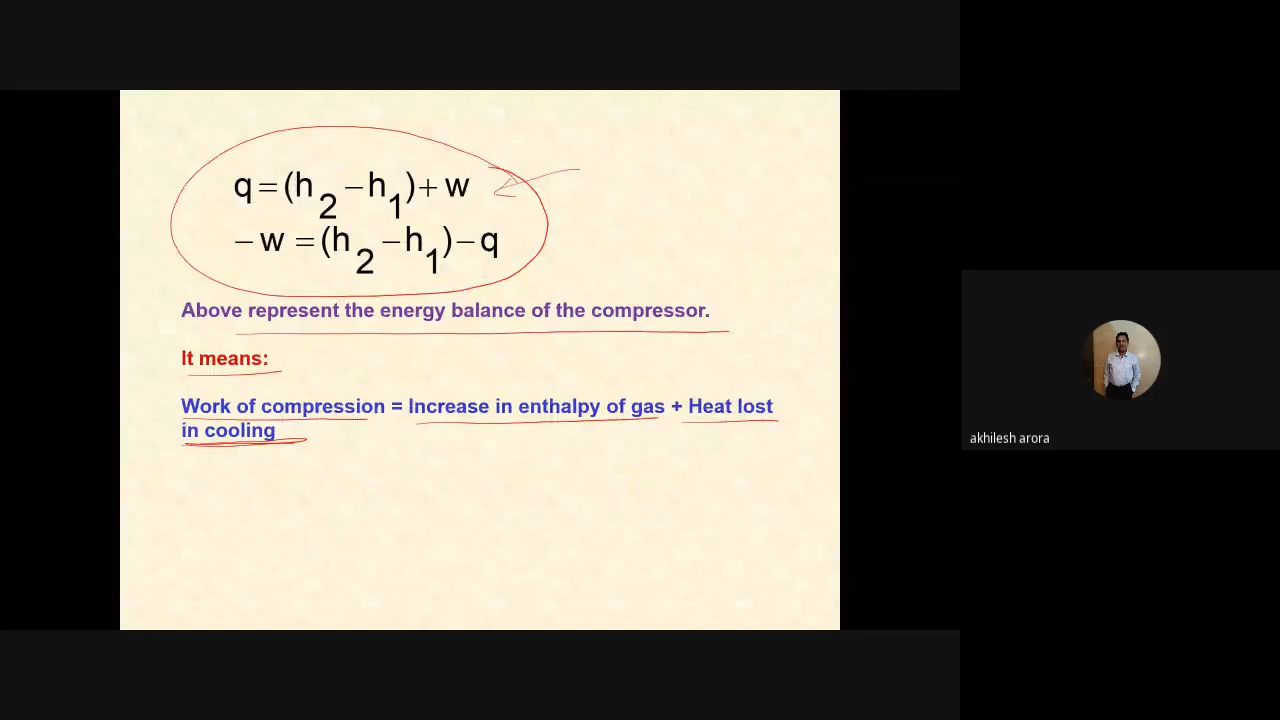 q = (h₂ − h₁) + w
− w = (h₂ − h₁) − q
Above represent the energy balance of the compressor.
It means:
Work of compression = Increase in enthalpy of gas + Heat lost
in cooling
akhilesh arora